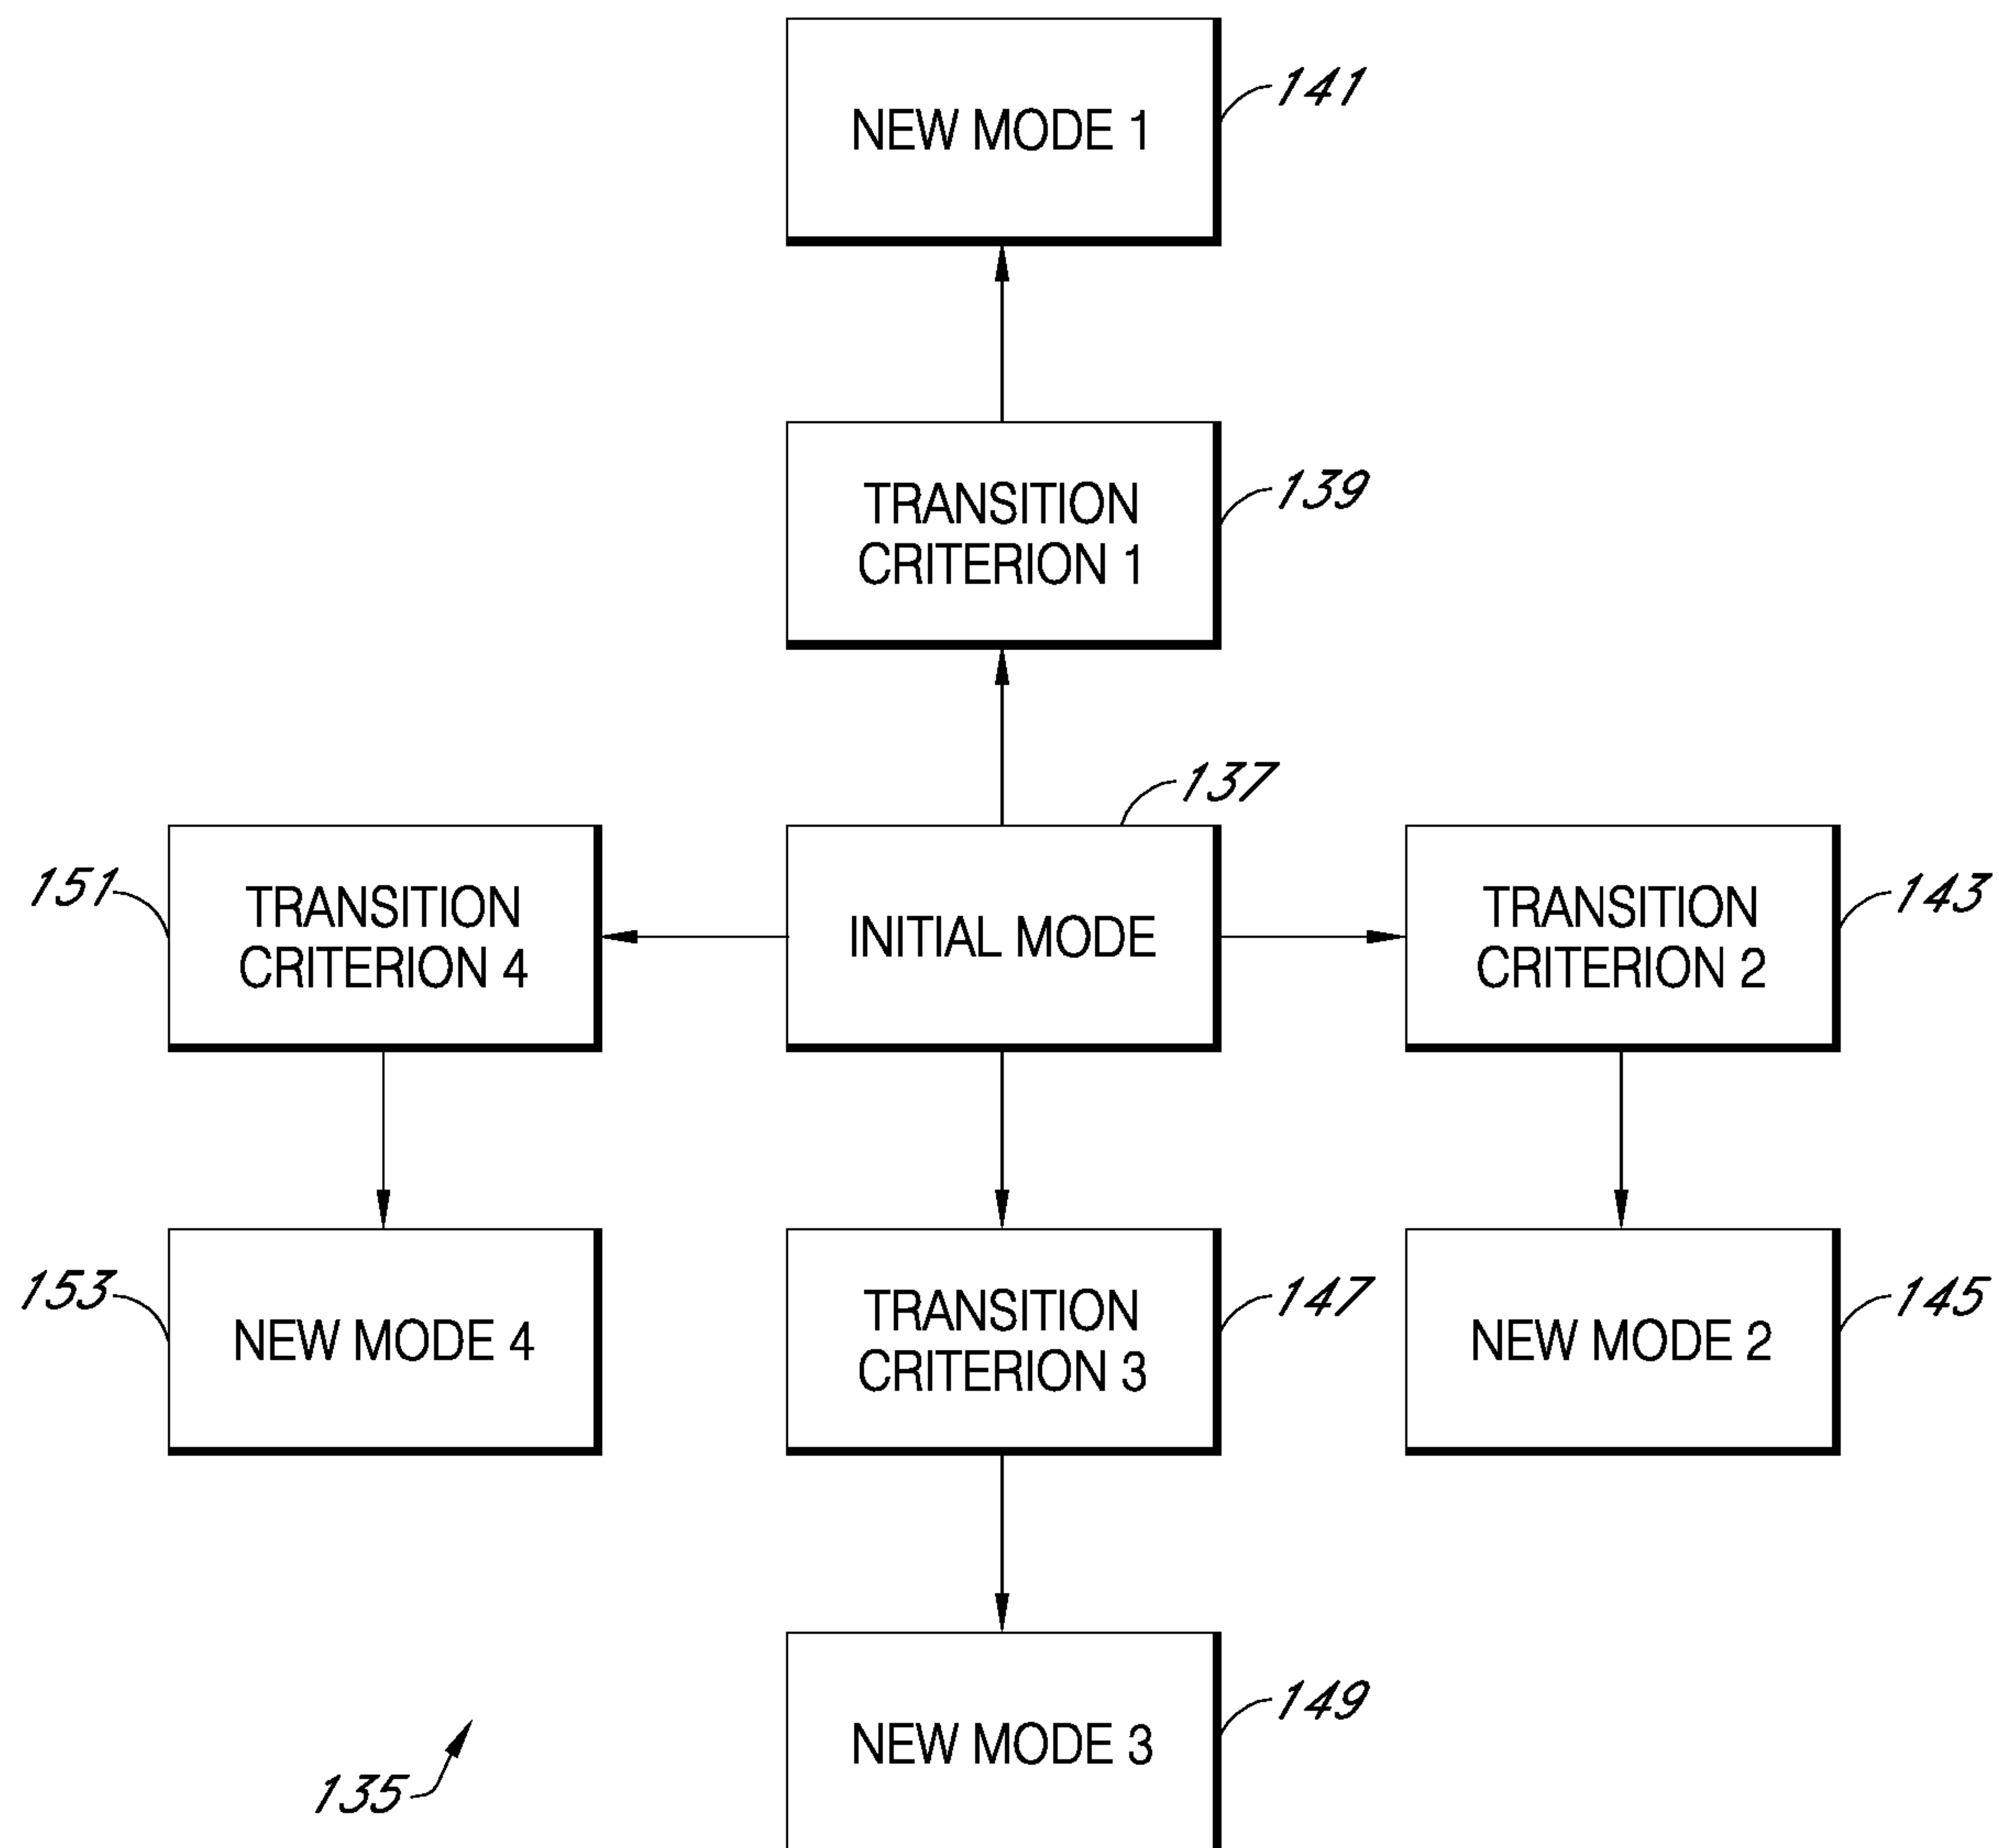 NEW MODE 1
141
TRANSITION
CRITERION 1
139
137
151
TRANSITION
CRITERION 4
INITIAL MODE
TRANSITION
CRITERION 2
143
153
NEW MODE 4
TRANSITION
CRITERION 3
147
NEW MODE 2
145
NEW MODE 3
149
135